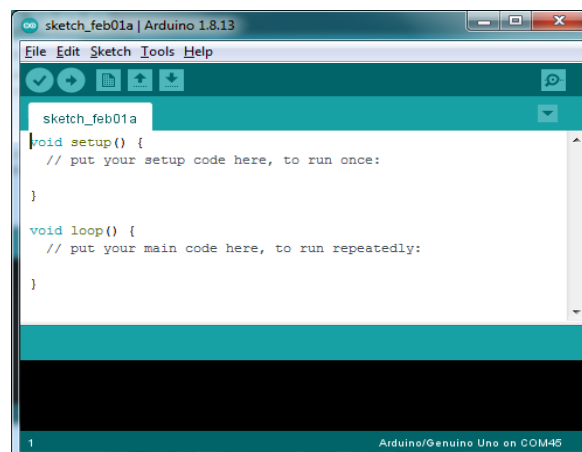 sketch_feb01a | Arduino 1.8.13
File Edit Sketch Tools Help
sketch_feb01a
void setup() {
  // put your setup code here, to run once:
}
void loop() {
  // put your main code here, to run repeatedly:
}
1 Arduino/Genuino Uno on COM45